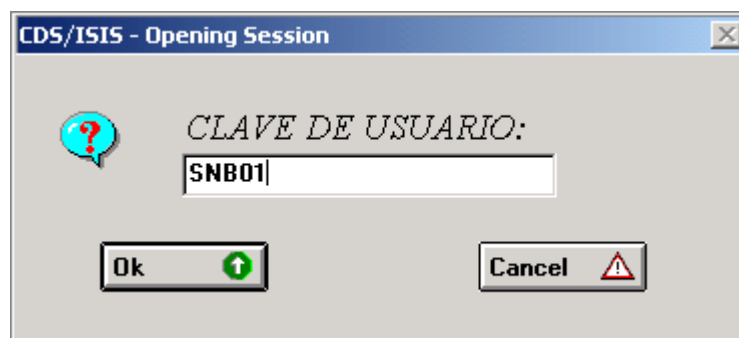 CDS/ISIS - Opening Session
?
CLAVE DE USUARIO:
SNB01
Ok Cancel